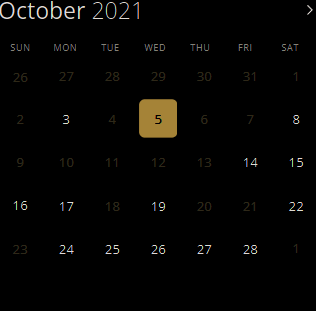 October 2021 >
SUN MON TUE WED THU FRI SAT
26 27 28 29 30 31 1
2 3 4 5 6 7 8
9 10 11 12 13 14 15
16 17 18 19 20 21 22
23 24 25 26 27 28 1